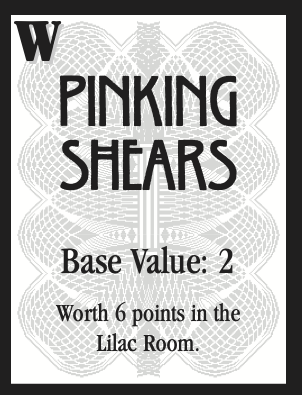 W
PINKING
SHEARS
Base Value: 2
Worth 6 points in the
Lilac Room.